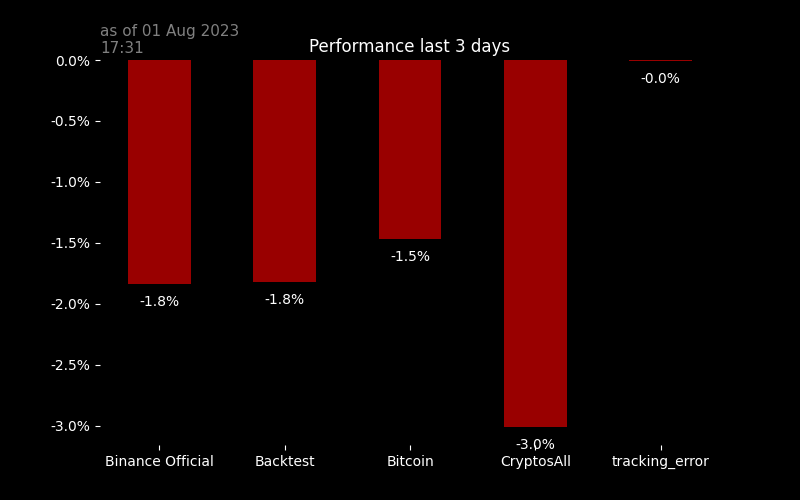 as of 01 Aug 2023
17:31
Performance last 3 days
0.0%
-0.5%
-1.0%
-1.5%
-2.0%
-2.5%
-3.0%
-1.8%
-1.8%
-1.5%
-3.0%
-0.0%
Binance Official
Backtest
Bitcoin
CryptosAll
tracking_error